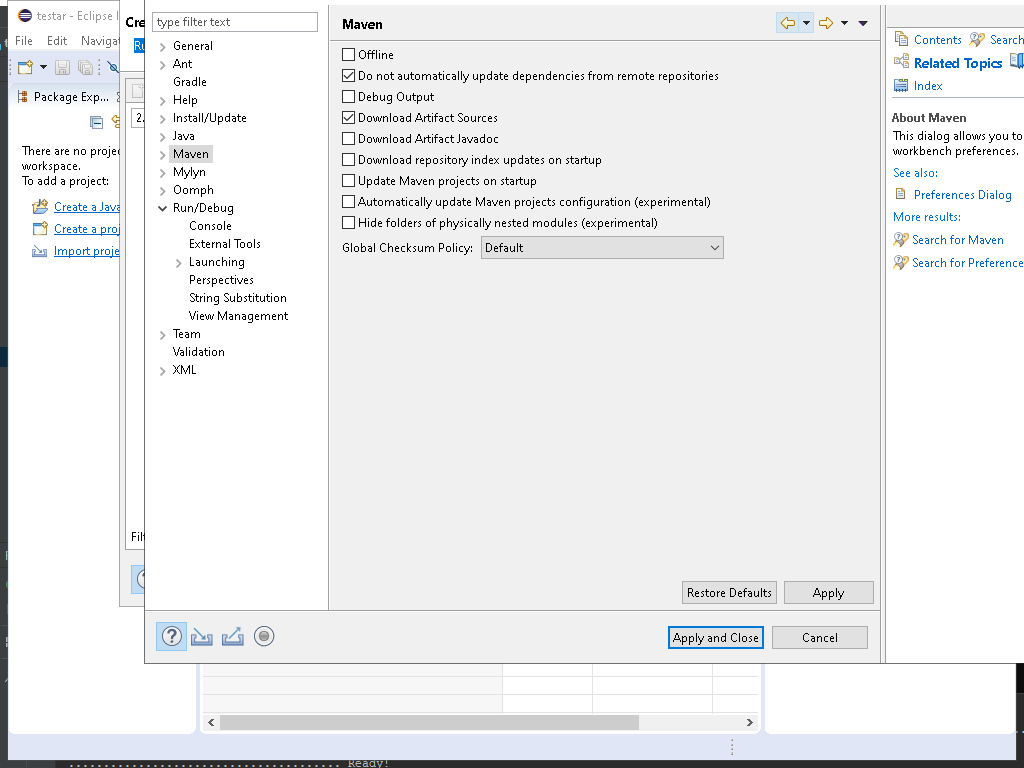 testar - Eclipse
File Edit Navigat
Package Exp...
There are no projec
workspace.
To add a project:
Create a Java
Create a proj
Import proje
Cre
Ru
2.
Filt
type filter text
General
Ant
Gradle
Help
Install/Update
Java
Maven
Mylyn
Oomph
Run/Debug
Console
External Tools
Launching
Perspectives
String Substitution
View Management
Team
Validation
XML
Maven
Offline
Do not automatically update dependencies from remote repositories
Debug Output
Download Artifact Sources
Download Artifact Javadoc
Download repository index updates on startup
Update Maven projects on startup
Automatically update Maven projects configuration (experimental)
Hide folders of physically nested modules (experimental)
Global Checksum Policy: Default
Restore Defaults Apply
Apply and Close Cancel
Contents Search
Related Topics
Index
About Maven
This dialog allows you to
workbench preferences.
See also:
Preferences Dialog
More results:
Search for Maven
Search for Preference
Ready!